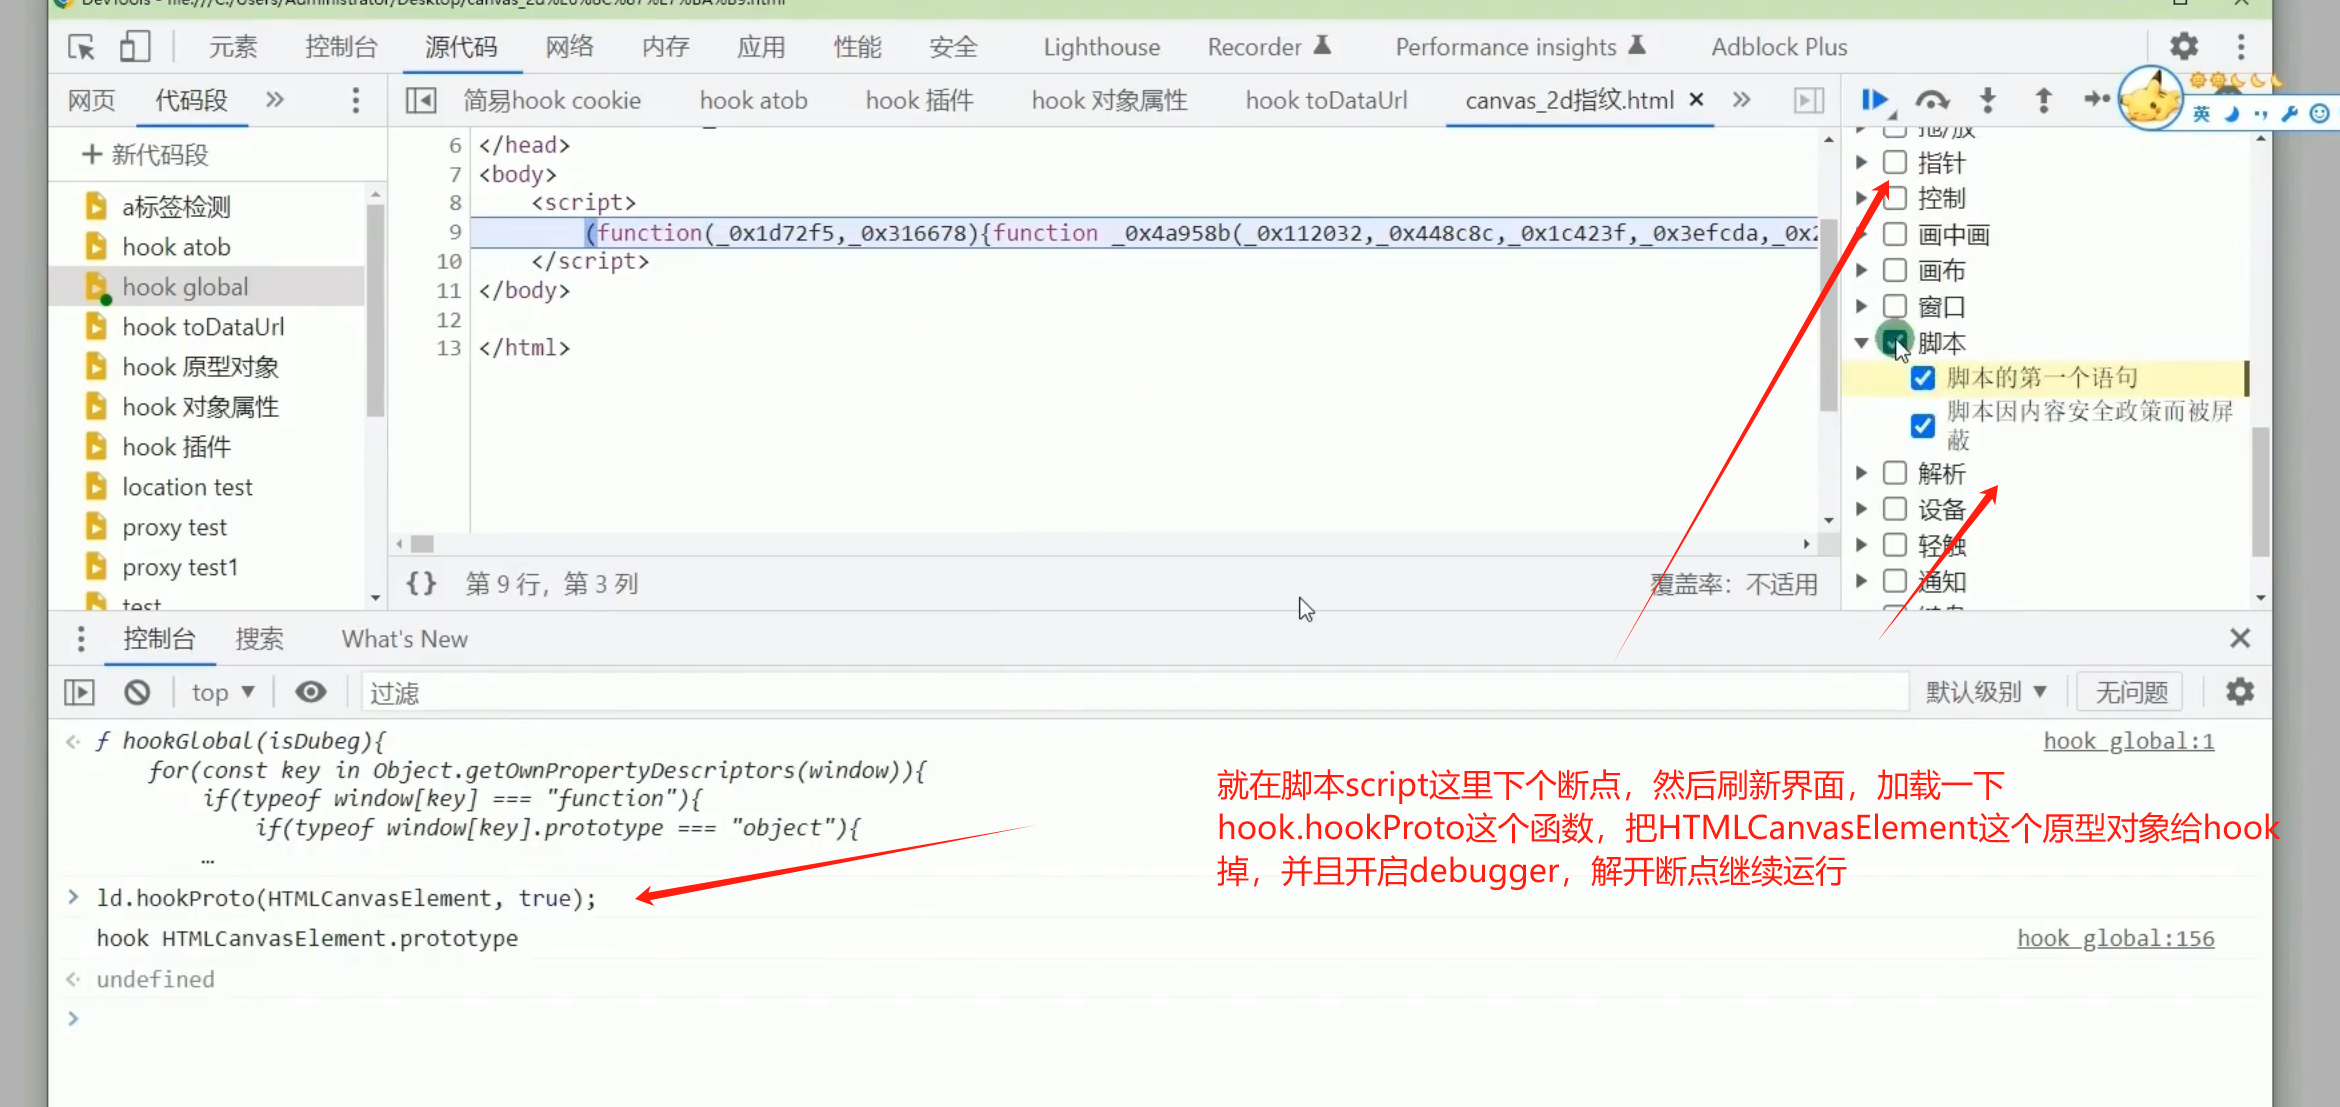 DevTools - file:///C:/Users/Administrator/Desktop/canvas_2d%E6%8C%87%E7%BA%B9.html
元素 控制台 源代码 网络 内存 应用 性能 安全 Lighthouse Recorder Performance insights Adblock Plus
网页 代码段 简易hook cookie hook atob hook 插件 hook 对象属性 hook toDataUrl canvas_2d指纹.html
英
新代码段
a标签检测
hook atob
hook global
hook toDataUrl
hook 原型对象
hook 对象属性
hook 插件
location test
proxy test
proxy test1
test
6 </head>
7 <body>
8 <script>
9 (function(_0x1d72f5,_0x316678){function _0x4a958b(_0x112032,_0x448c8c,_0x1c423f,_0x3efcda,_0x2
10 </script>
11 </body>
12
13 </html>
{} 第 9 行，第 3 列 覆盖率：不适用
拖/放
指针
控制
画中画
画布
窗口
脚本
脚本的第一个语句
脚本因内容安全政策而被屏
蔽
解析
设备
轻触
通知
控制台 搜索 What's New
top 过滤 默认级别 无问题
f hookGlobal(isDubeg){ hook global:1
for(const key in Object.getOwnPropertyDescriptors(window)){
if(typeof window[key] === "function"){
if(typeof window[key].prototype === "object"){
…
就在脚本script这里下个断点，然后刷新界面，加载一下
hook.hookProto这个函数，把HTMLCanvasElement这个原型对象给hook
掉，并且开启debugger，解开断点继续运行
> ld.hookProto(HTMLCanvasElement, true);
hook HTMLCanvasElement.prototype hook global:156
undefined
>